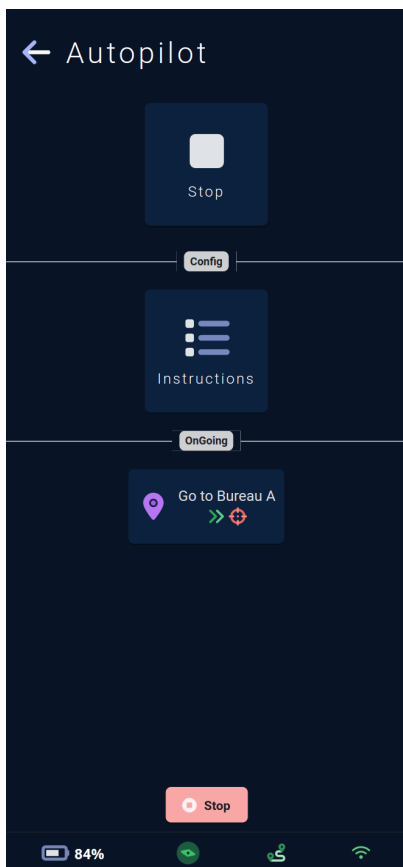 Autopilot
Stop
Config
Instructions
OnGoing
Go to Bureau A
Stop
84%